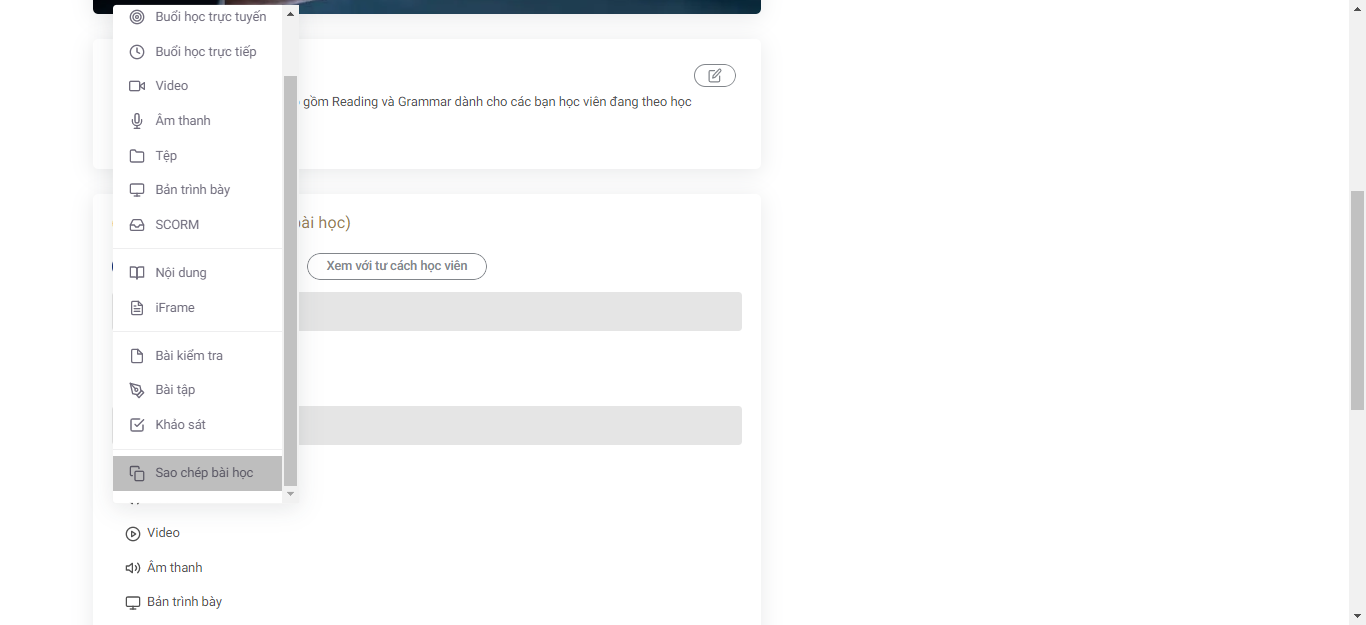 Buổi học trực tuyến
Buổi học trực tiếp
Video
Âm thanh
Tệp
Bản trình bày
SCORM
Nội dung
iFrame
Bài kiểm tra
Bài tập
Khảo sát
Sao chép bài học
gồm Reading và Grammar dành cho các bạn học viên đang theo học
bài học)
Xem với tư cách học viên
Video
Âm thanh
Bản trình bày